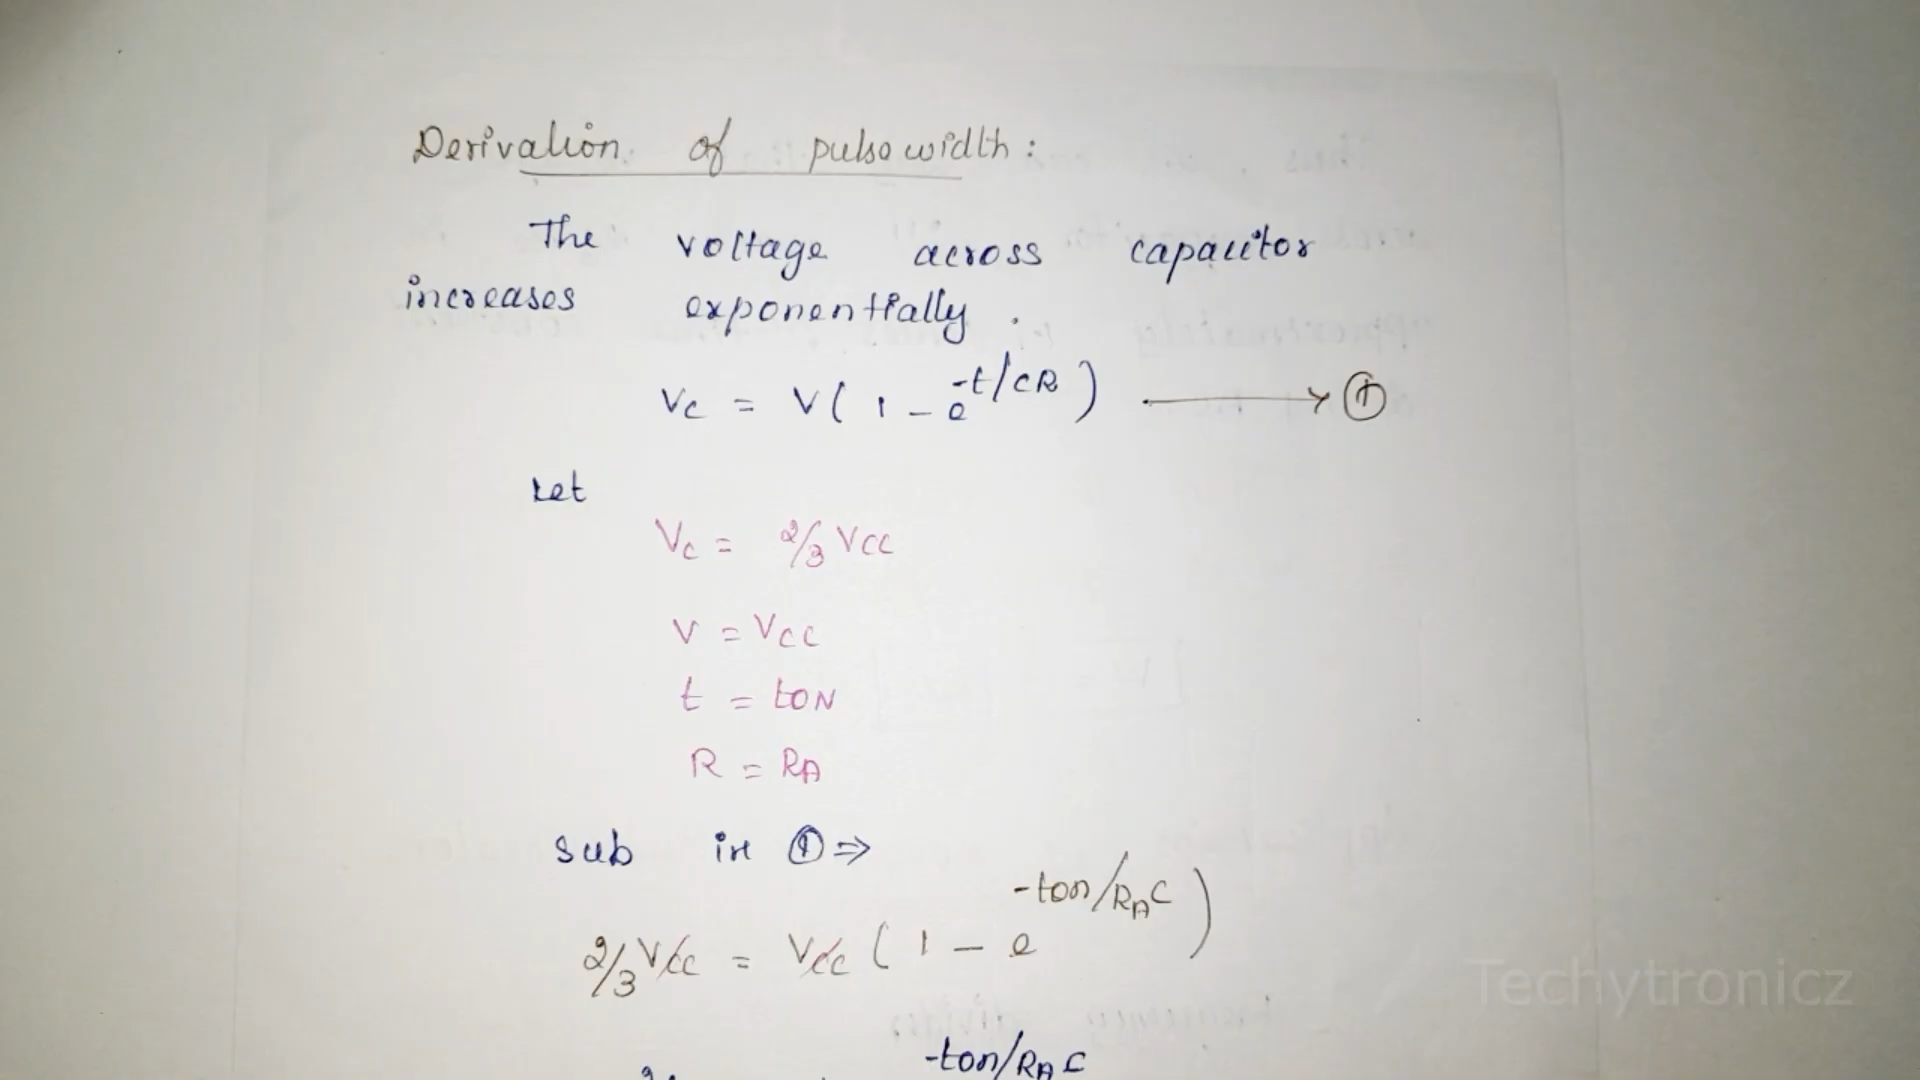 Derivation of pulse width :
The voltage across capacitor
increases exponentially .
Vc = V( 1 - e^-t/CR ) → ①
Let
Vc = 2/3 VCC
V = VCC
t = tON
R = RA
Sub in ① ⇒
2/3 VCC = VCC ( 1 - e^-ton/RAC )
-ton/RAC
Techytronicz